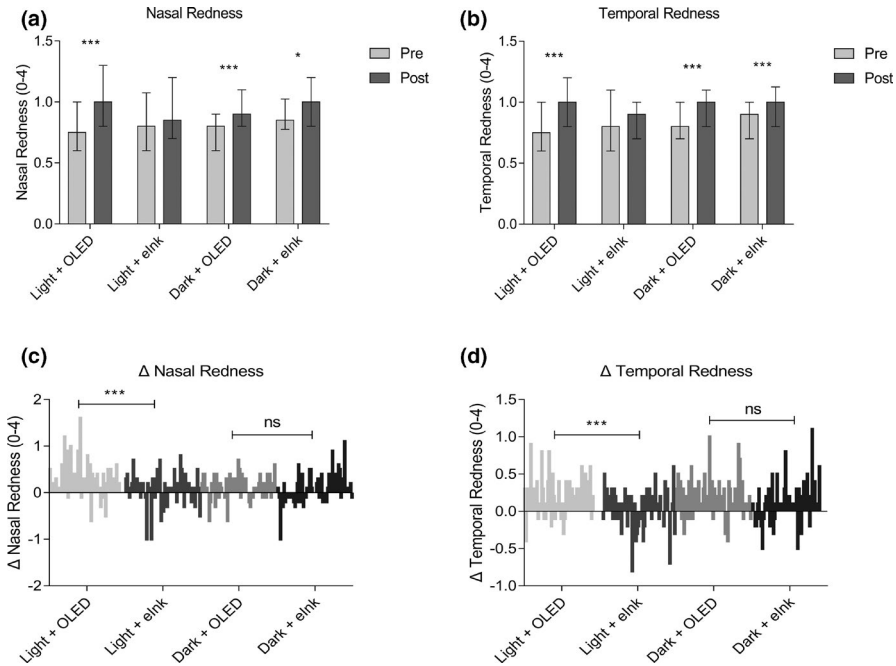 (a)
Nasal Redness
Nasal Redness (0-4)
1.5
1.0
0.5
0.0
***
***
*
Pre
Post
Light + OLED
Light + eInk
Dark + OLED
Dark + eInk
(b)
Temporal Redness
Temporal Redness (0-4)
1.5
1.0
0.5
0.0
***
***
***
Pre
Post
Light + OLED
Light + eInk
Dark + OLED
Dark + eInk
(c)
Δ Nasal Redness
Δ Nasal Redness (0-4)
2
1
0
-1
-2
***
ns
Light + OLED
Light + eInk
Dark + OLED
Dark + eInk
(d)
Δ Temporal Redness
Δ Temporal Redness (0-4)
1.5
1.0
0.5
0.0
-0.5
-1.0
***
ns
Light + OLED
Light + eInk
Dark + OLED
Dark + eInk